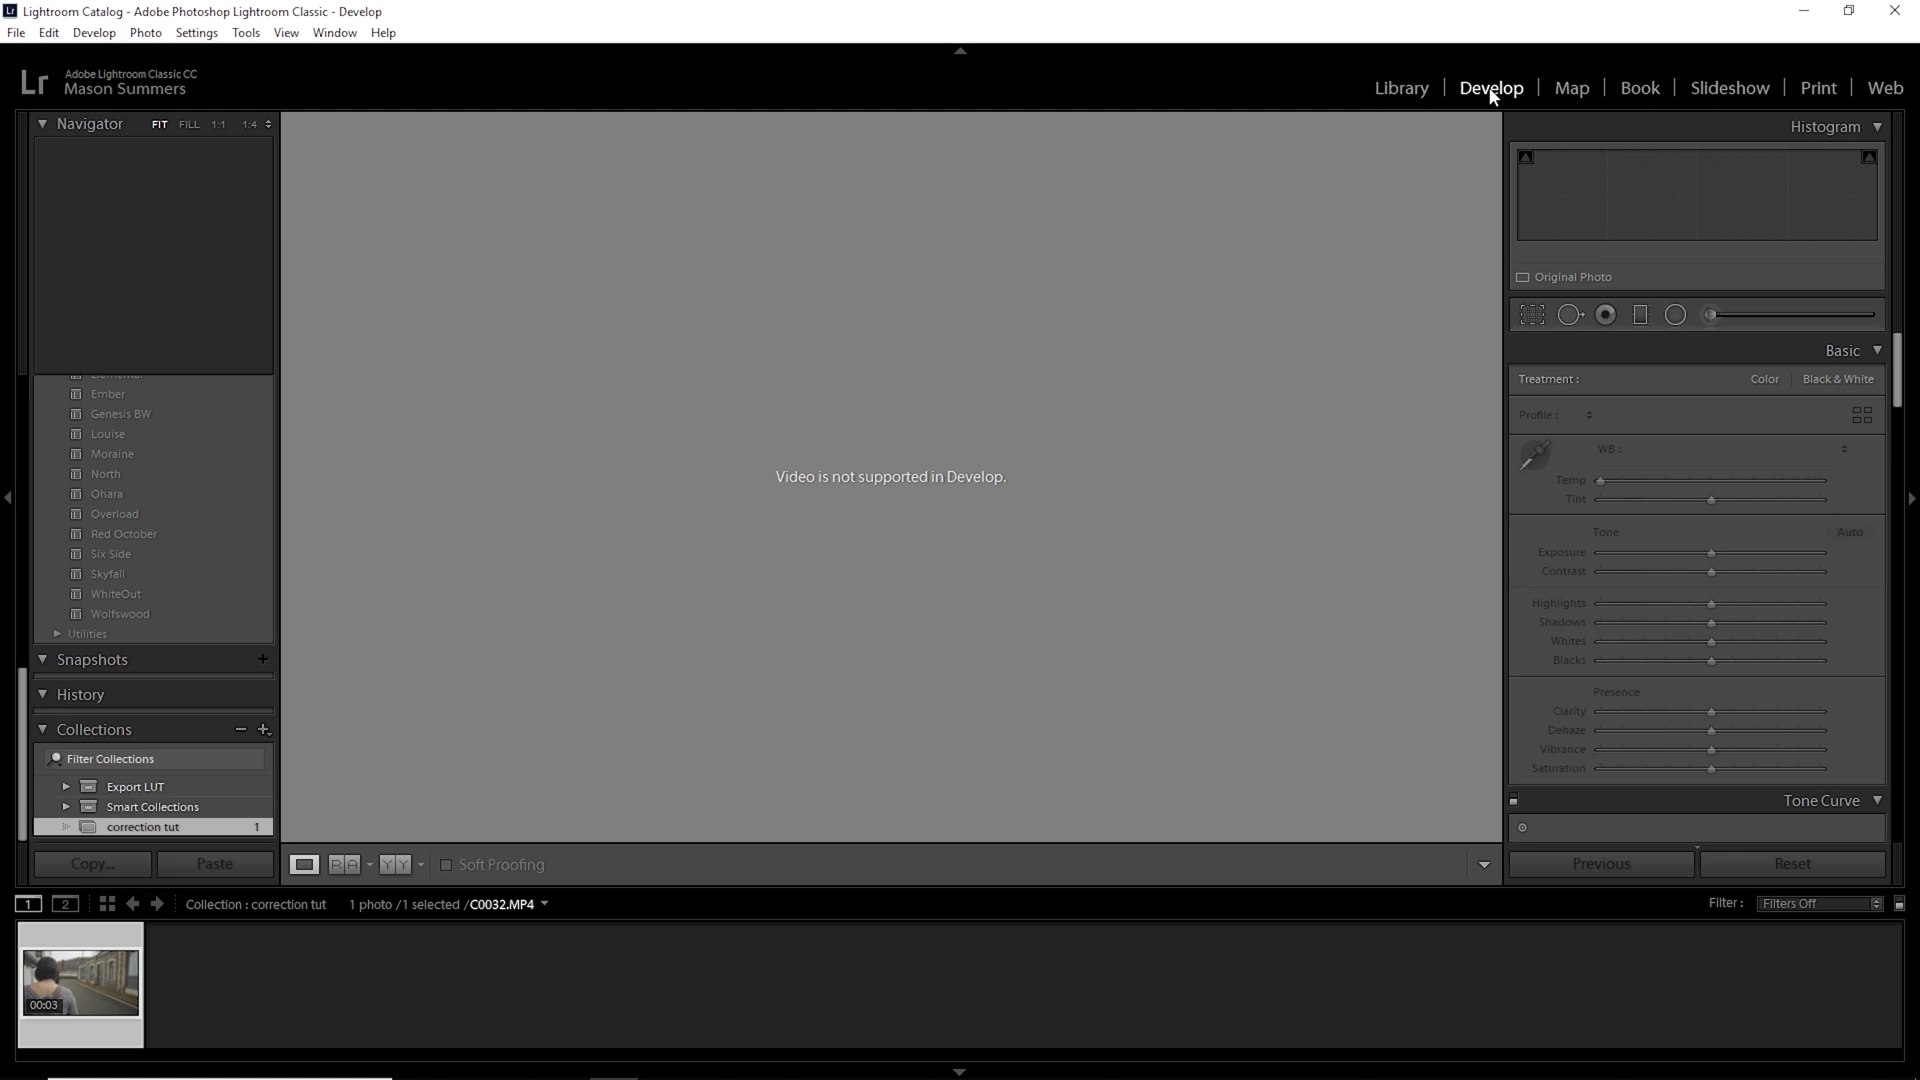 Lr Lightroom Catalog - Adobe Photoshop Lightroom Classic - Develop
File Edit Develop Photo Settings Tools View Window Help
Lr Adobe Lightroom Classic CC
Mason Summers
Library | Develop | Map | Book | Slideshow | Print | Web
Navigator FIT FILL 1:1 1:4
Ember
Genesis BW
Louise
Moraine
North
Ohara
Overload
Red October
Six Side
Skyfall
WhiteOut
Wolfswood
Utilities
Snapshots +
History
Collections − +
Filter Collections
Export LUT
Smart Collections
correction tut 1
Copy... Paste
Video is not supported in Develop.
R A Y Y Soft Proofing
Histogram
Original Photo
Basic
Treatment : Color Black & White
Profile :
WB :
Temp
Tint
Tone Auto
Exposure
Contrast
Highlights
Shadows
Whites
Blacks
Presence
Clarity
Dehaze
Vibrance
Saturation
Tone Curve
Previous Reset
1 2 Collection : correction tut 1 photo /1 selected /C0032.MP4 Filter : Filters Off
00:03